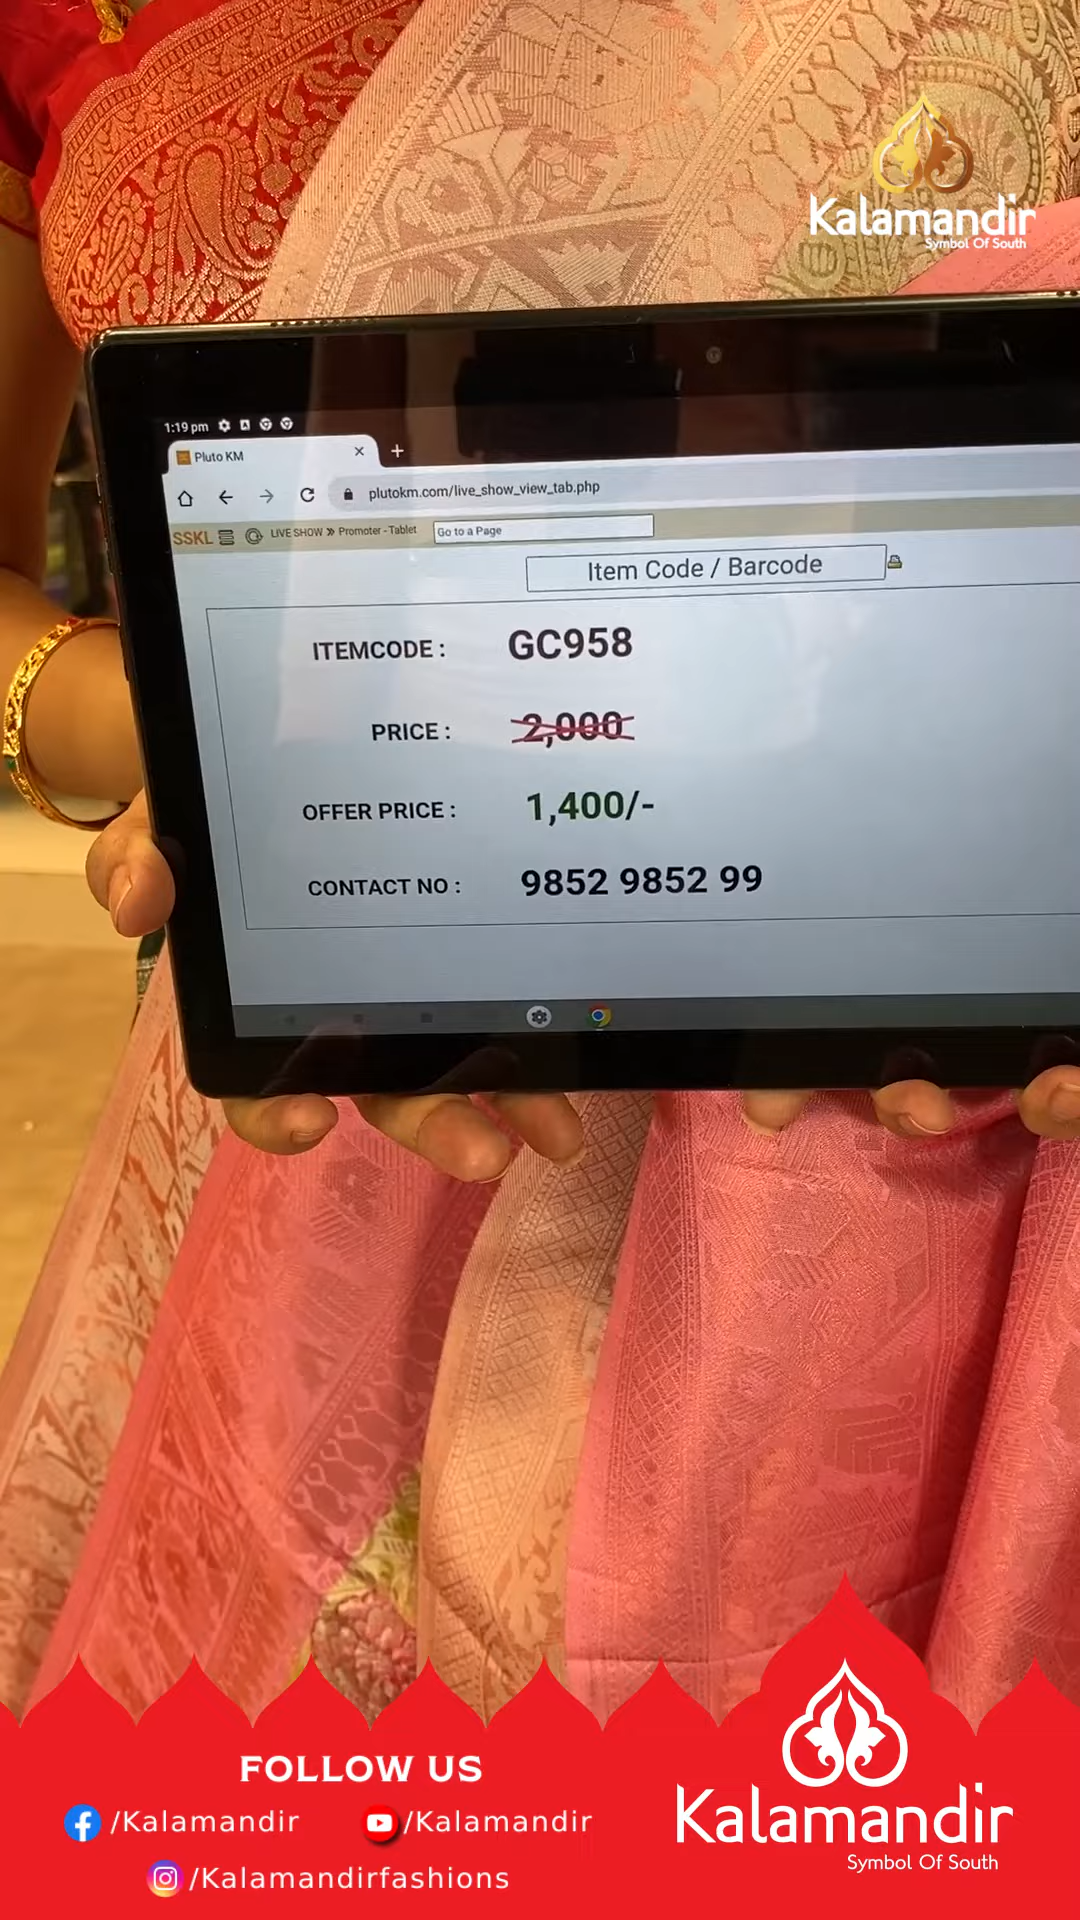 Kalamandir
Symbol Of South
1:19 pm
Pluto KM
plutokm.com/live_show_view_tab.php
SSKL LIVE SHOW » Promoter - Tablet Go to a Page
Item Code / Barcode
ITEMCODE : GC958
PRICE : 2,000
OFFER PRICE : 1,400/-
CONTACT NO : 9852 9852 99
FOLLOW US
/Kalamandir /Kalamandir
/Kalamandirfashions
Kalamandir
Symbol Of South